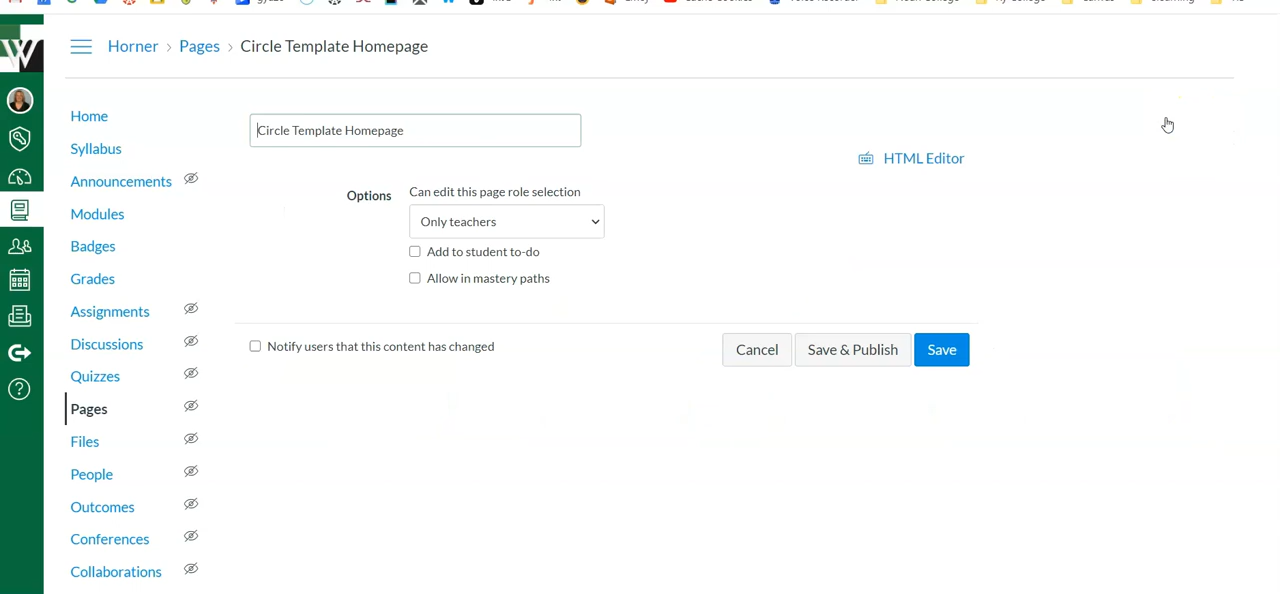 W
Horner > Pages > Circle Template Homepage
Home
Syllabus
Announcements
Modules
Badges
Grades
Assignments
Discussions
Quizzes
Pages
Files
People
Outcomes
Conferences
Collaborations
Circle Template Homepage
HTML Editor
Options
Can edit this page role selection
Only teachers
Add to student to-do
Allow in mastery paths
Notify users that this content has changed
Cancel
Save & Publish
Save